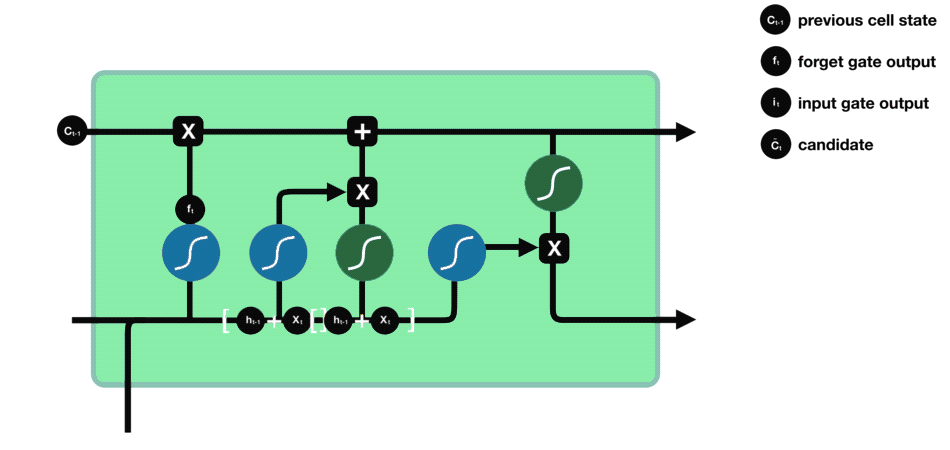 Cₜ₋₁ previous cell state
fₜ forget gate output
iₜ input gate output
C̃ₜ candidate
Cₜ₋₁ X +
X
fₜ
X
[ hₜ₋₁ + Xₜ [ ] hₜ₋₁ + Xₜ ]